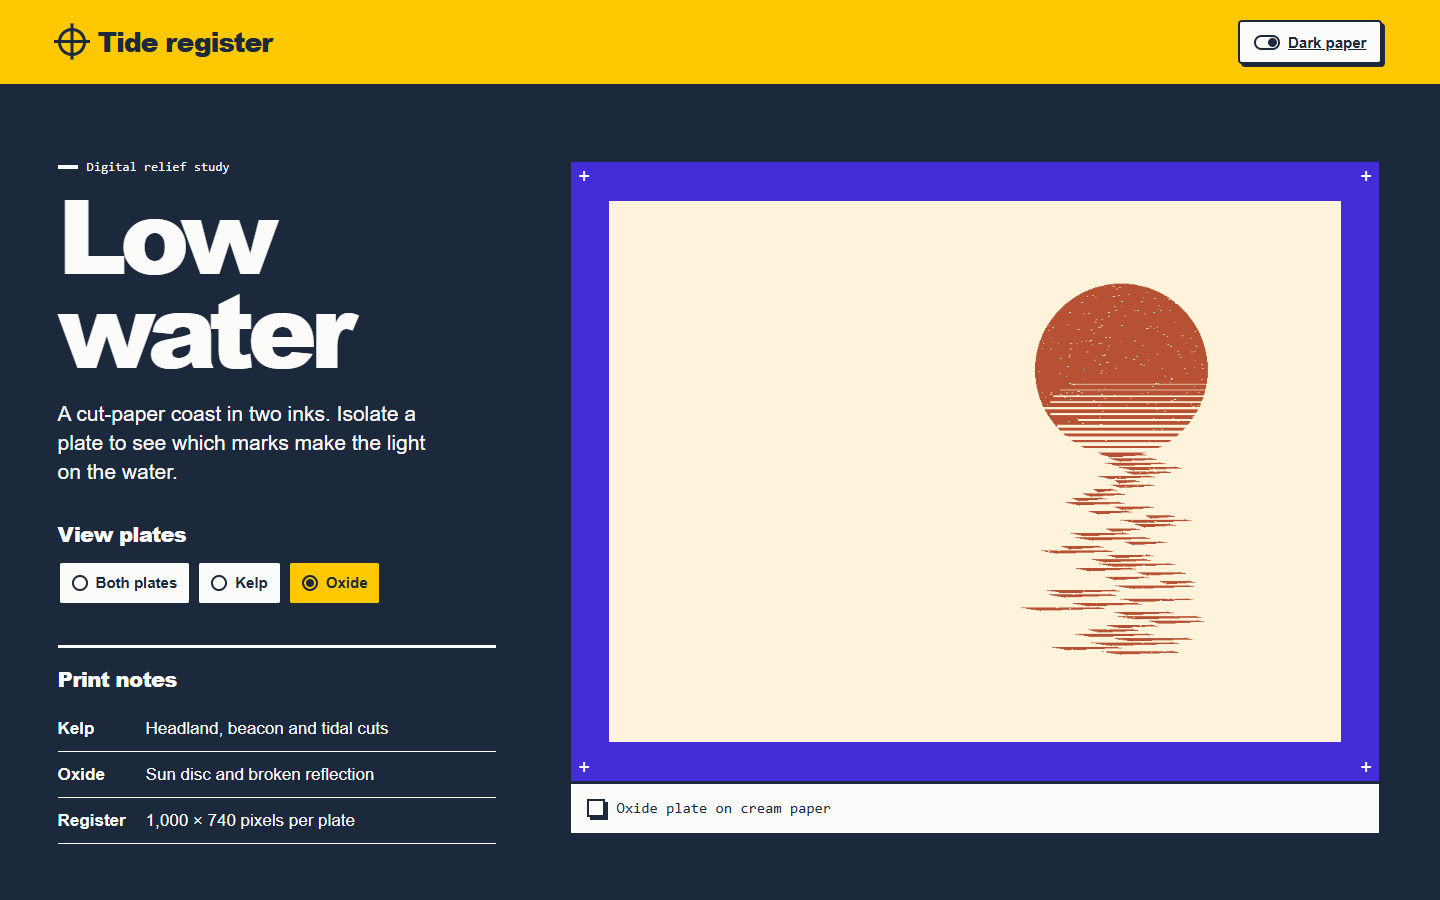 Tide register
Dark paper
Digital relief study
Low
water
A cut-paper coast in two inks. Isolate a
plate to see which marks make the light
on the water.
View plates
Both plates
Kelp
Oxide
Print notes
Kelp Headland, beacon and tidal cuts
Oxide Sun disc and broken reflection
Register 1,000 × 740 pixels per plate
Oxide plate on cream paper